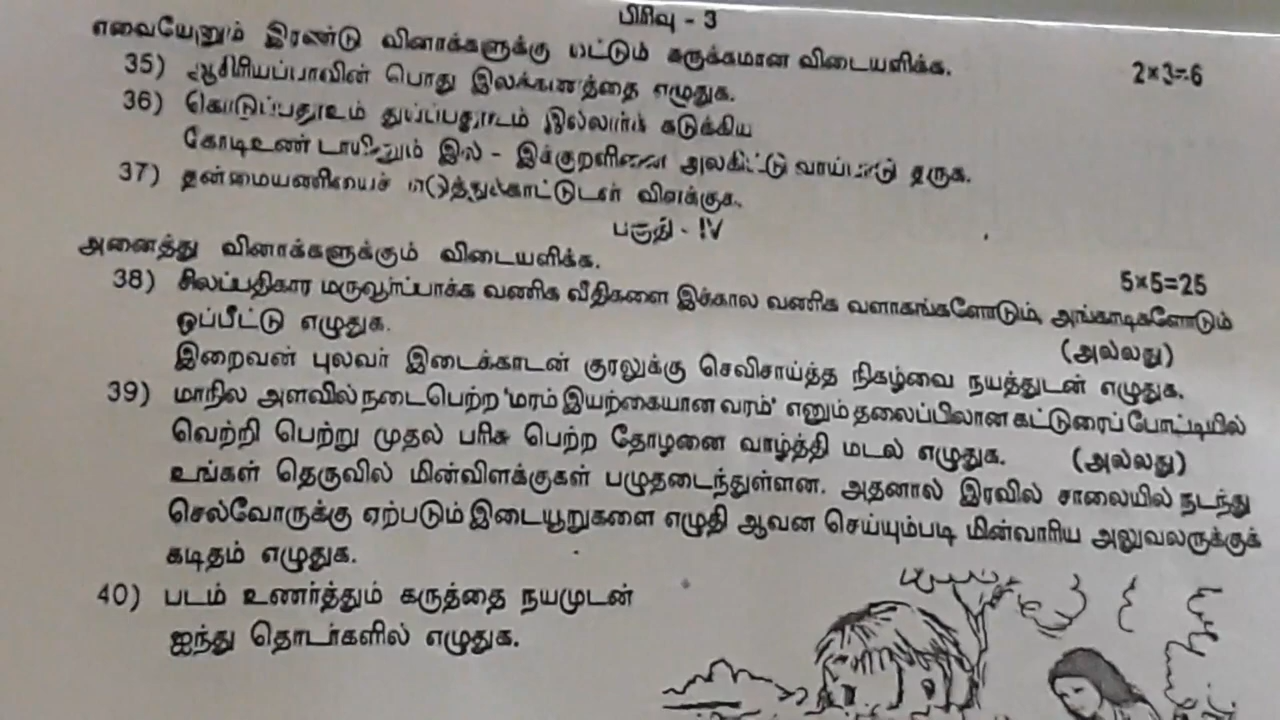 பிரிவு - 3
எவையேனும் இரண்டு வினாக்களுக்கு மட்டும் சுருக்கமான விடையளிக்க. 2×3=6
35) ஆசிரியப்பாவின் பொது இலக்கணத்தை எழுதுக.
36) கொடுப்பதூஉம் துய்ப்பதூஉம் இல்லார்க் கடுக்கிய
கோடிஉண் டாயினும் இல் - இக்குறளினை அலகிட்டு வாய்பாடு தருக.
37) தன்மையணியைச் எடுத்துக்காட்டுடன் விளக்குக.
பகுதி - IV
அனைத்து வினாக்களுக்கும் விடையளிக்க. 5×5=25
38) சிலப்பதிகார மருவூர்ப்பாக்க வணிக வீதிகளை இக்கால வணிக வளாகங்களோடும், அங்காடிகளோடும்
ஒப்பீட்டு எழுதுக. (அல்லது)
இறைவன் புலவர் இடைக்காடன் குரலுக்கு செவிசாய்த்த நிகழ்வை நயத்துடன் எழுதுக.
39) மாநில அளவில் நடைபெற்ற 'மரம் இயற்கையான வரம்' எனும் தலைப்பிலான கட்டுரைப் போட்டியில்
வெற்றி பெற்று முதல் பரிசு பெற்ற தோழனை வாழ்த்தி மடல் எழுதுக. (அல்லது)
உங்கள் தெருவில் மின்விளக்குகள் பழுதடைந்துள்ளன. அதனால் இரவில் சாலையில் நடந்து
செல்வோருக்கு ஏற்படும் இடையூறுகளை எழுதி ஆவன செய்யும்படி மின்வாரிய அலுவலருக்குக்
கடிதம் எழுதுக.
40) படம் உணர்த்தும் கருத்தை நயமுடன்
ஐந்து தொடர்களில் எழுதுக.